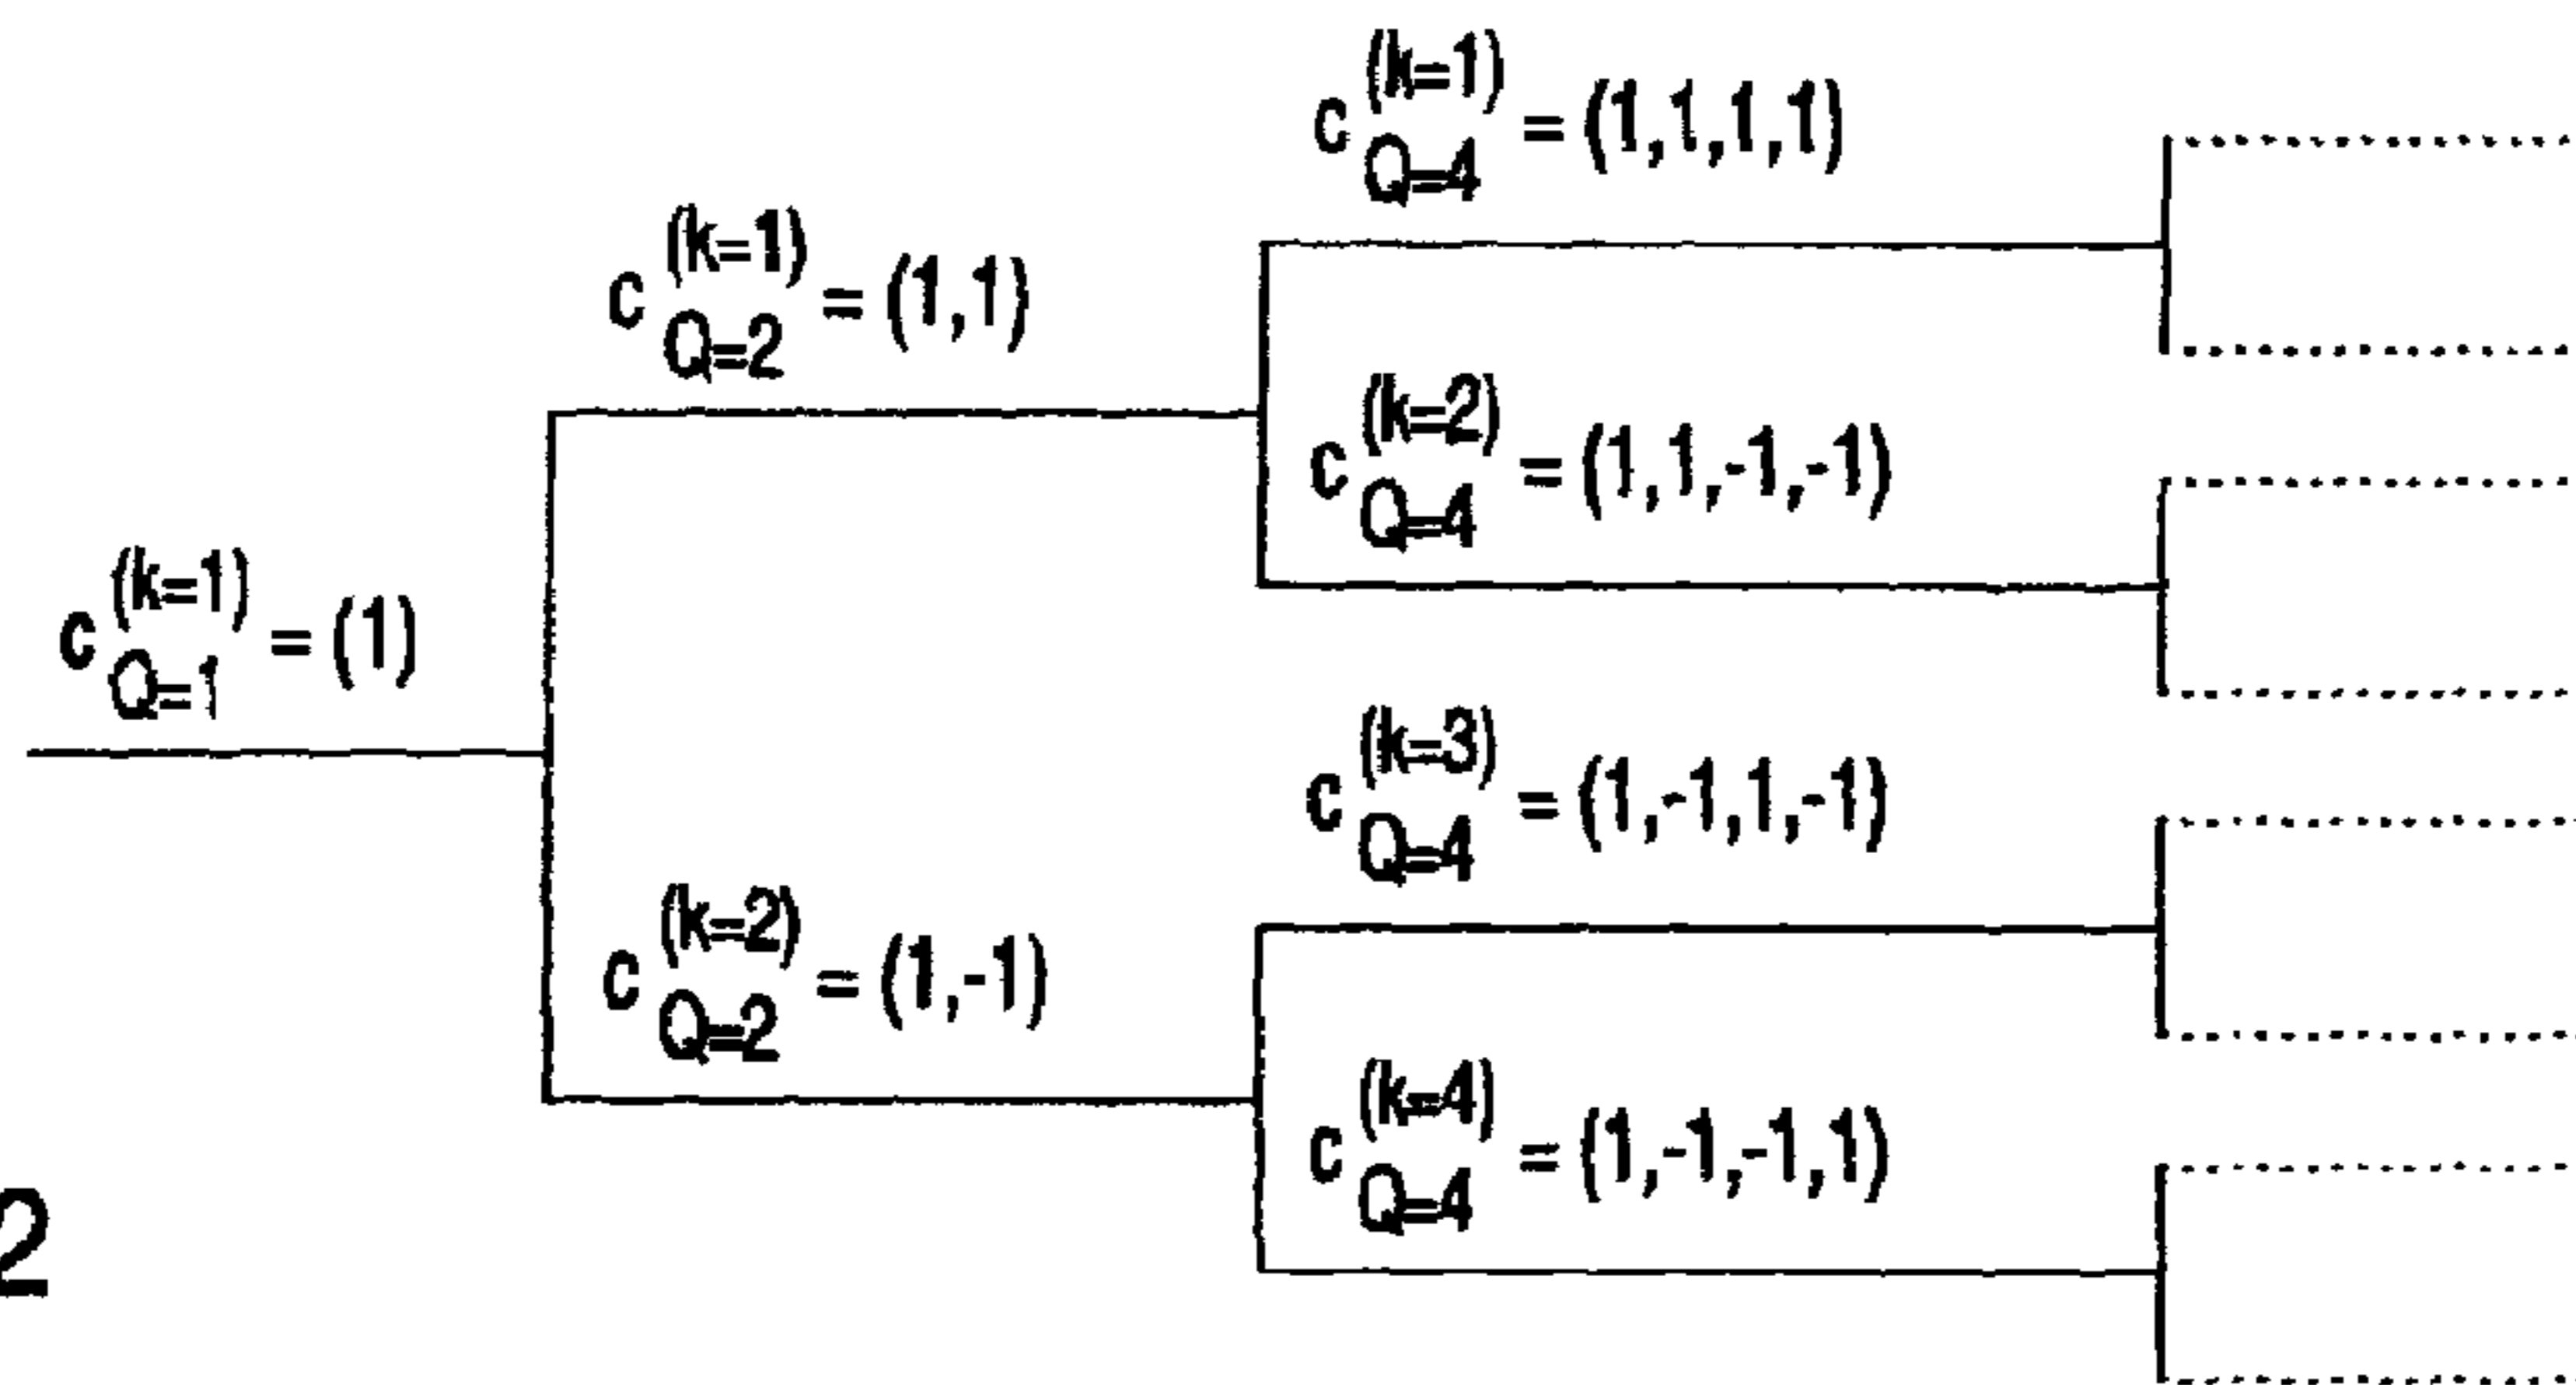 c(k=1)Q=1 = (1)
c(k=1)Q=2 = (1,1)
c(k=2)Q=2 = (1,-1)
c(k=1)Q=4 = (1,1,1,1)
c(k=2)Q=4 = (1,1,-1,-1)
c(k=3)Q=4 = (1,-1,1,-1)
c(k=4)Q=4 = (1,-1,-1,1)
2